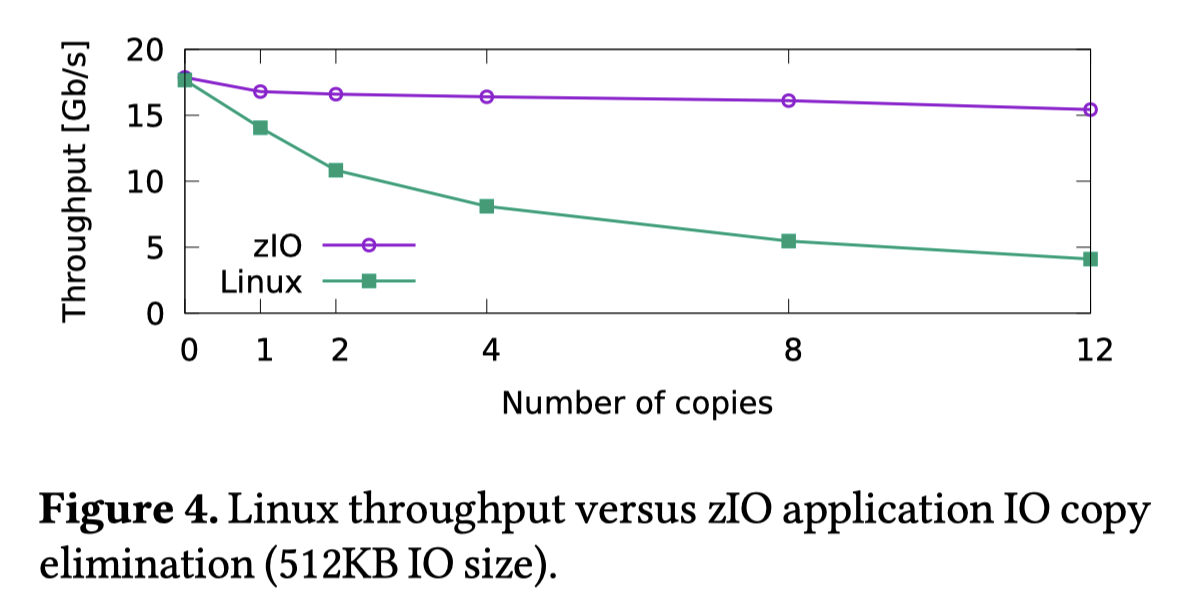 Throughput [Gb/s]
20
15
10
5
0
zIO
Linux
0 1 2 4 8 12
Number of copies
Figure 4. Linux throughput versus zIO application IO copy
elimination (512KB IO size).